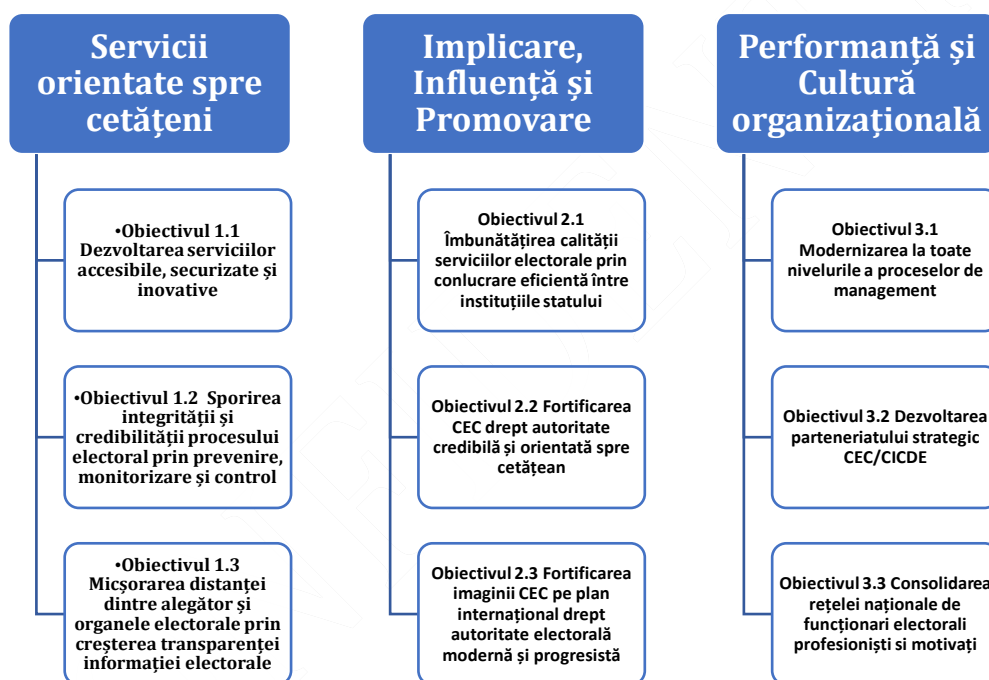 Servicii
orientate spre
cetățeni
•Obiectivul 1.1
Dezvoltarea serviciilor
accesibile, securizate și
inovative
•Obiectivul 1.2 Sporirea
integrității și
credibilității procesului
electoral prin prevenire,
monitorizare și control
•Obiectivul 1.3
Micșorarea distanței
dintre alegător și
organele electorale prin
creșterea transparenței
informației electorale
Implicare,
Influență și
Promovare
Obiectivul 2.1
Îmbunătățirea calității
serviciilor electorale prin
conlucrare eficientă între
instituțiile statului
Obiectivul 2.2 Fortificarea
CEC drept autoritate
credibilă și orientată spre
cetățean
Obiectivul 2.3 Fortificarea
imaginii CEC pe plan
internațional drept
autoritate electorală
modernă și progresistă
Performanță și
Cultură
organizațională
Obiectivul 3.1
Modernizarea la toate
nivelurile a proceselor de
management
Obiectivul 3.2 Dezvoltarea
parteneriatului strategic
CEC/CICDE
Obiectivul 3.3 Consolidarea
rețelei naționale de
funcționari electorali
profesioniști si motivați